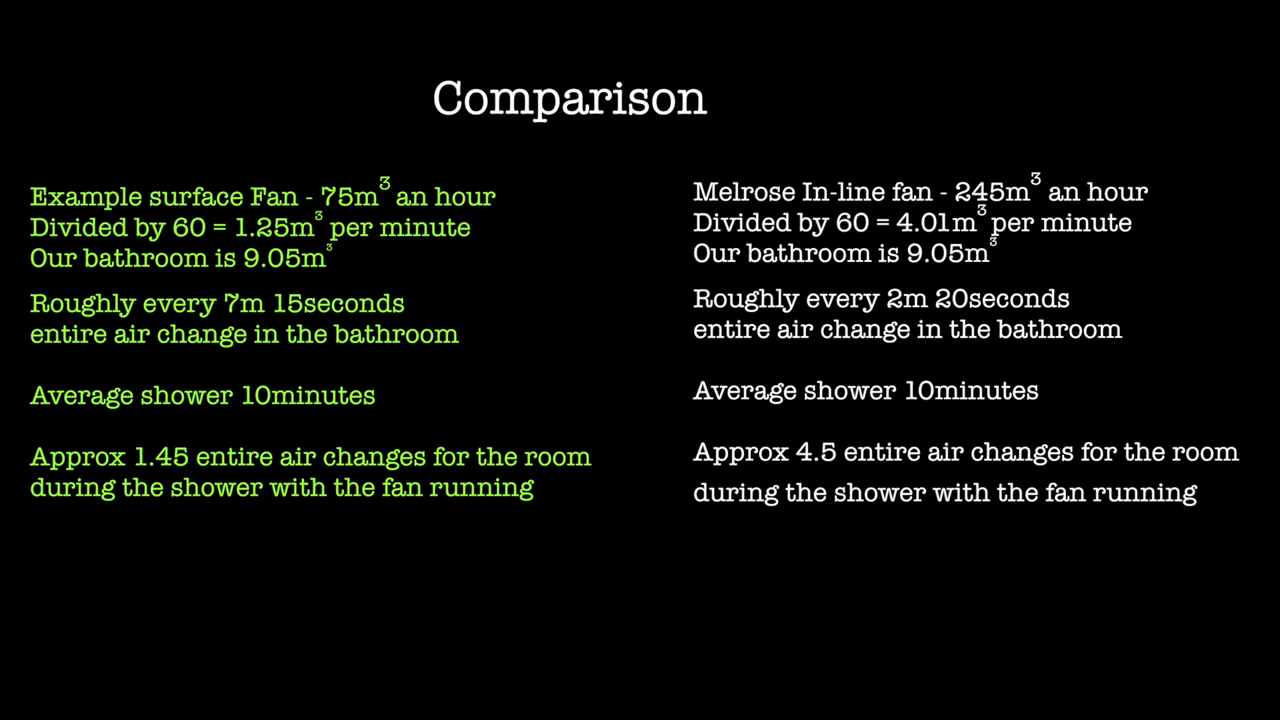 Comparison
Example surface Fan - 75m³ an hour
Divided by 60 = 1.25m³ per minute
Our bathroom is 9.05m³
Roughly every 7m 15seconds
entire air change in the bathroom
Average shower 10minutes
Approx 1.45 entire air changes for the room
during the shower with the fan running
Melrose In-line fan - 245m³ an hour
Divided by 60 = 4.01m³ per minute
Our bathroom is 9.05m³
Roughly every 2m 20seconds
entire air change in the bathroom
Average shower 10minutes
Approx 4.5 entire air changes for the room
during the shower with the fan running